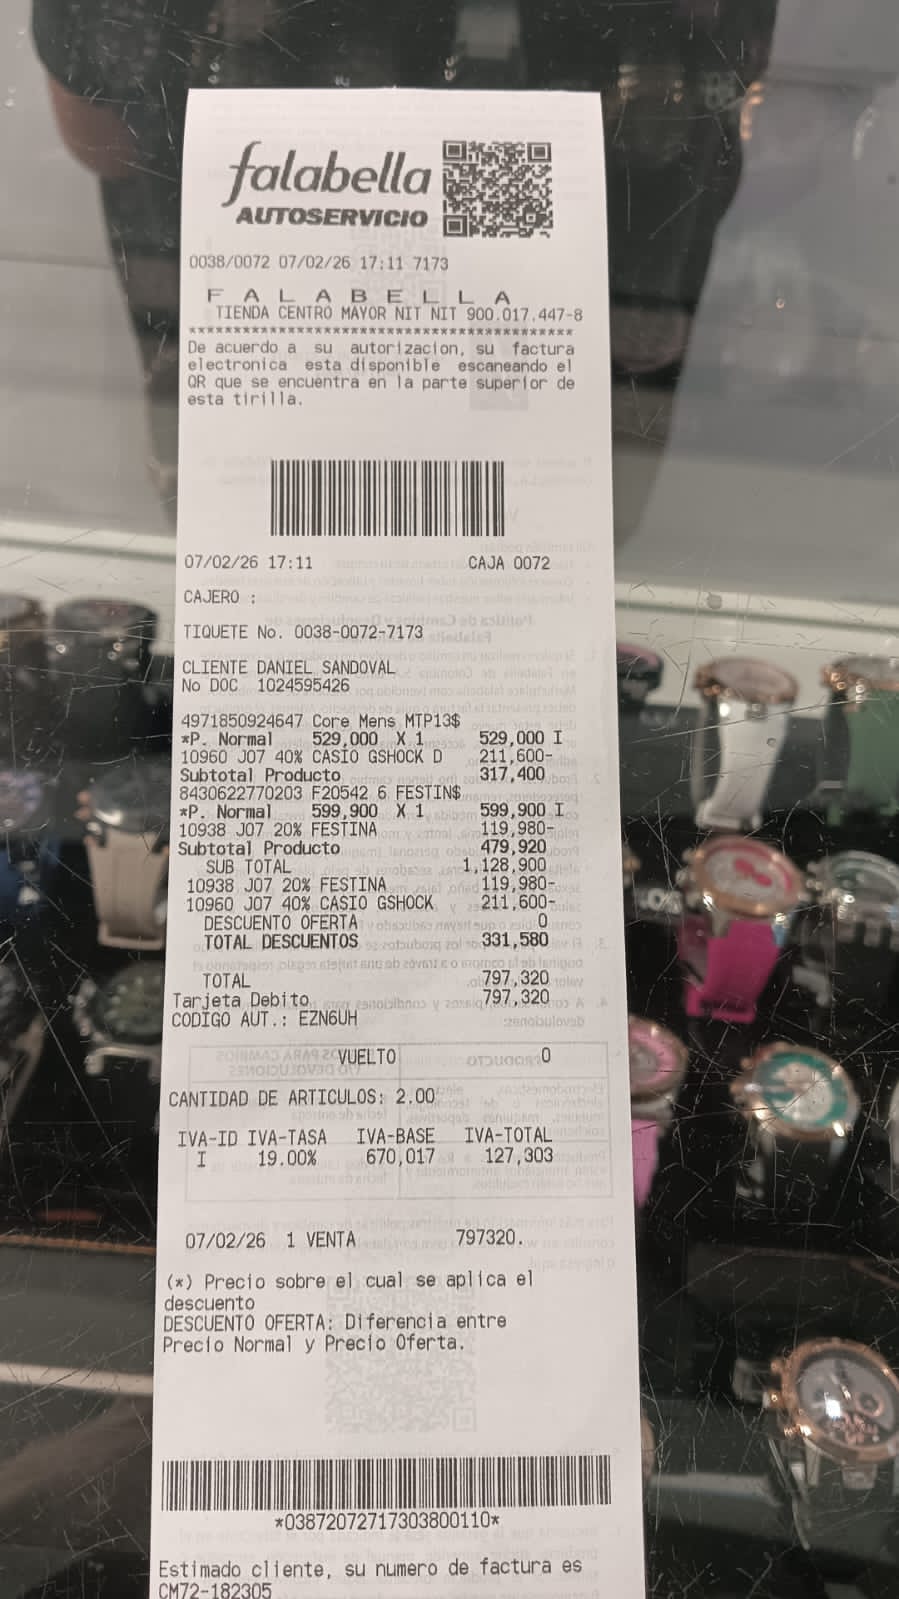 falabella
AUTOSERVICIO
0038/0072 07/02/26 17:11 7173
F A L A B E L L A
TIENDA CENTRO MAYOR NIT NIT 900.017.447-8
******************************************
De acuerdo a su autorizacion, su factura
electronica esta disponible escaneando el
QR que se encuentra en la parte superior de
esta tirilla.
07/02/26 17:11 CAJA 0072
CAJERO :
TIQUETE No. 0038-0072-7173
CLIENTE DANIEL SANDOVAL
No DOC 1024595426
4971850924647 Core Mens MTP13$
*P. Normal 529,000 X 1 529,000 I
10960 J07 40% CASIO GSHOCK D 211,600-
Subtotal Producto 317,400
8430622770203 F20542 6 FESTIN$
*P. Normal 599,900 X 1 599,900 I
10938 J07 20% FESTINA 119,980-
Subtotal Producto 479,920
SUB TOTAL 1,128,900
10938 J07 20% FESTINA 119,980-
10960 J07 40% CASIO GSHOCK 211,600-
DESCUENTO OFERTA 0
TOTAL DESCUENTOS 331,580
TOTAL 797,320
Tarjeta Debito 797,320
CODIGO AUT.: EZN6UH
VUELTO 0
CANTIDAD DE ARTICULOS: 2.00
IVA-ID IVA-TASA IVA-BASE IVA-TOTAL
I 19.00% 670,017 127,303
07/02/26 1 VENTA 797320.
(*) Precio sobre el cual se aplica el
descuento
DESCUENTO OFERTA: Diferencia entre
Precio Normal y Precio Oferta.
*03872072717303800110*
Estimado cliente, su numero de factura es
CM72-182305